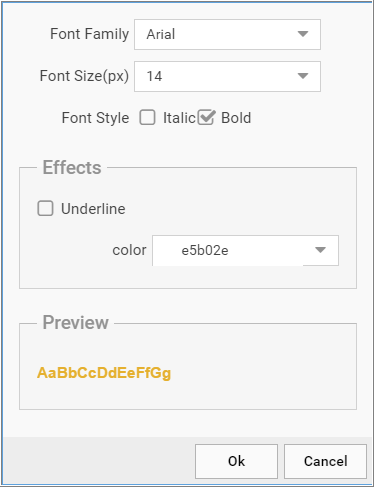 Font Family Arial
Font Size(px) 14
Font Style Italic Bold
Effects
Underline
color e5b02e
Preview
AaBbCcDdEeFfGg
Ok Cancel